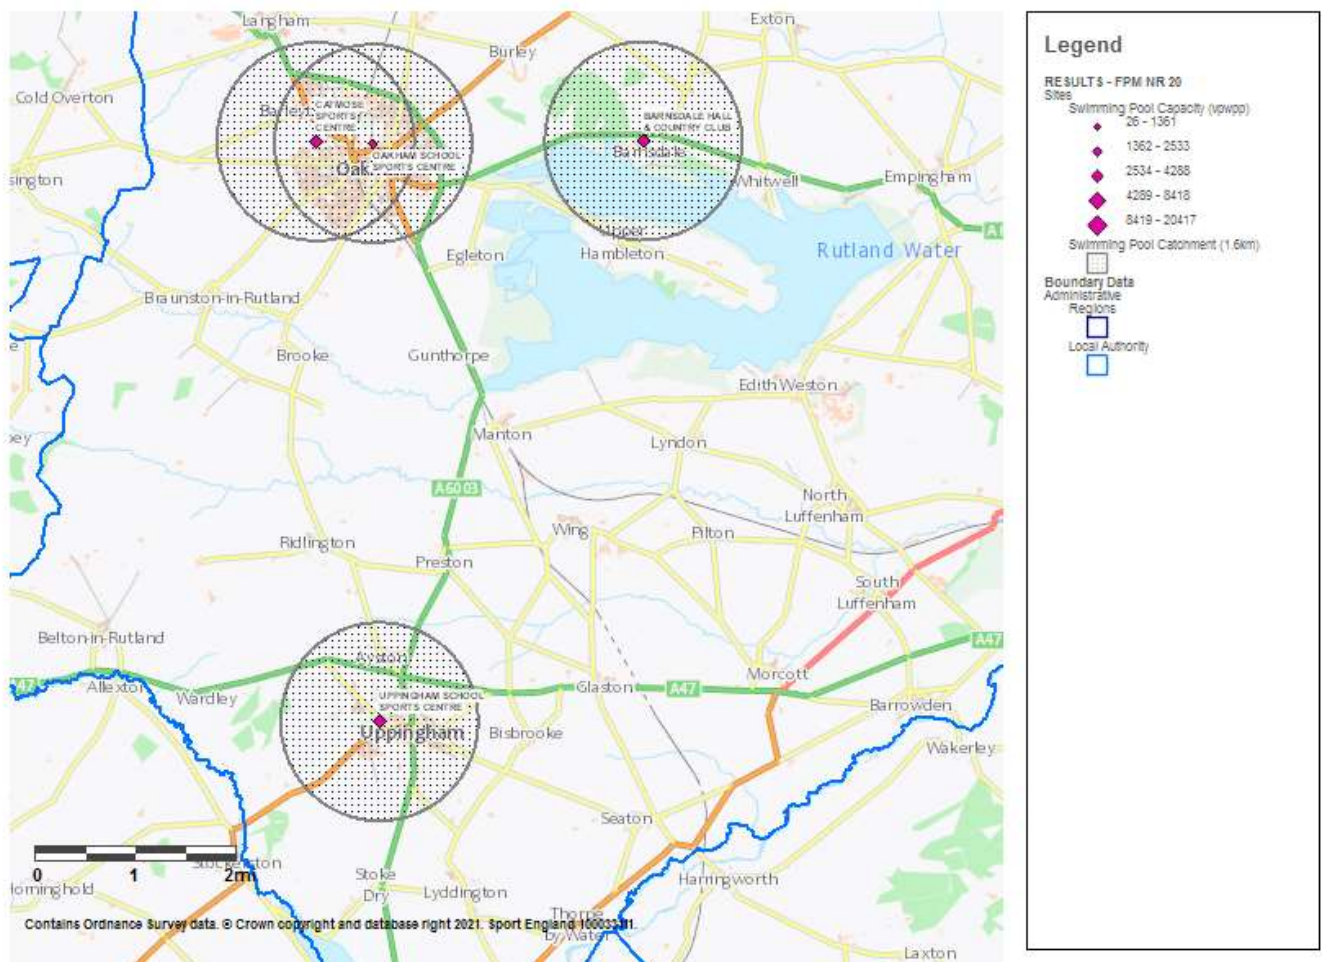 Langham
Exton
Burley
Cold Overton
CATMOSE
SPORTS
CENTRE
BARNSDALE HALL
& COUNTRY CLUB
Barnsdale
OAKHAM SCHOOL
SPORTS CENTRE
Oak
sington
Whitwell
Empingham
Egleton
Upper
Hambleton
Rutland Water
Braunston-in-Rutland
Brooke
Gunthorpe
Edith Weston
Manton
Lyndon
A6003
North
Luffenham
Wing
Pilton
Ridlington
Preston
South
Luffenham
Belton-in-Rutland
Ayston
Morcott
A47
Allexton
Wardley
Glaston
A47
A47
UPPINGHAM SCHOOL
SPORTS CENTRE
Uppingham
Bisbrooke
Barrowden
Wakerley
Seaton
0 1 2mi
Stockerston
Stoke
Dry
Lyddington
Harringworth
Horninghold
Thorpe
by Water
Laxton
Contains Ordnance Survey data. © Crown copyright and database right 2021. Sport England
Legend
RESULTS - FPM NR 20
Sites
Swimming Pool Capacity (vpwpp)
26 - 1361
1362 - 2533
2534 - 4288
4289 - 8418
8419 - 20417
Swimming Pool Catchment (1.6km)
Boundary Data
Administrative
Regions
Local Authority